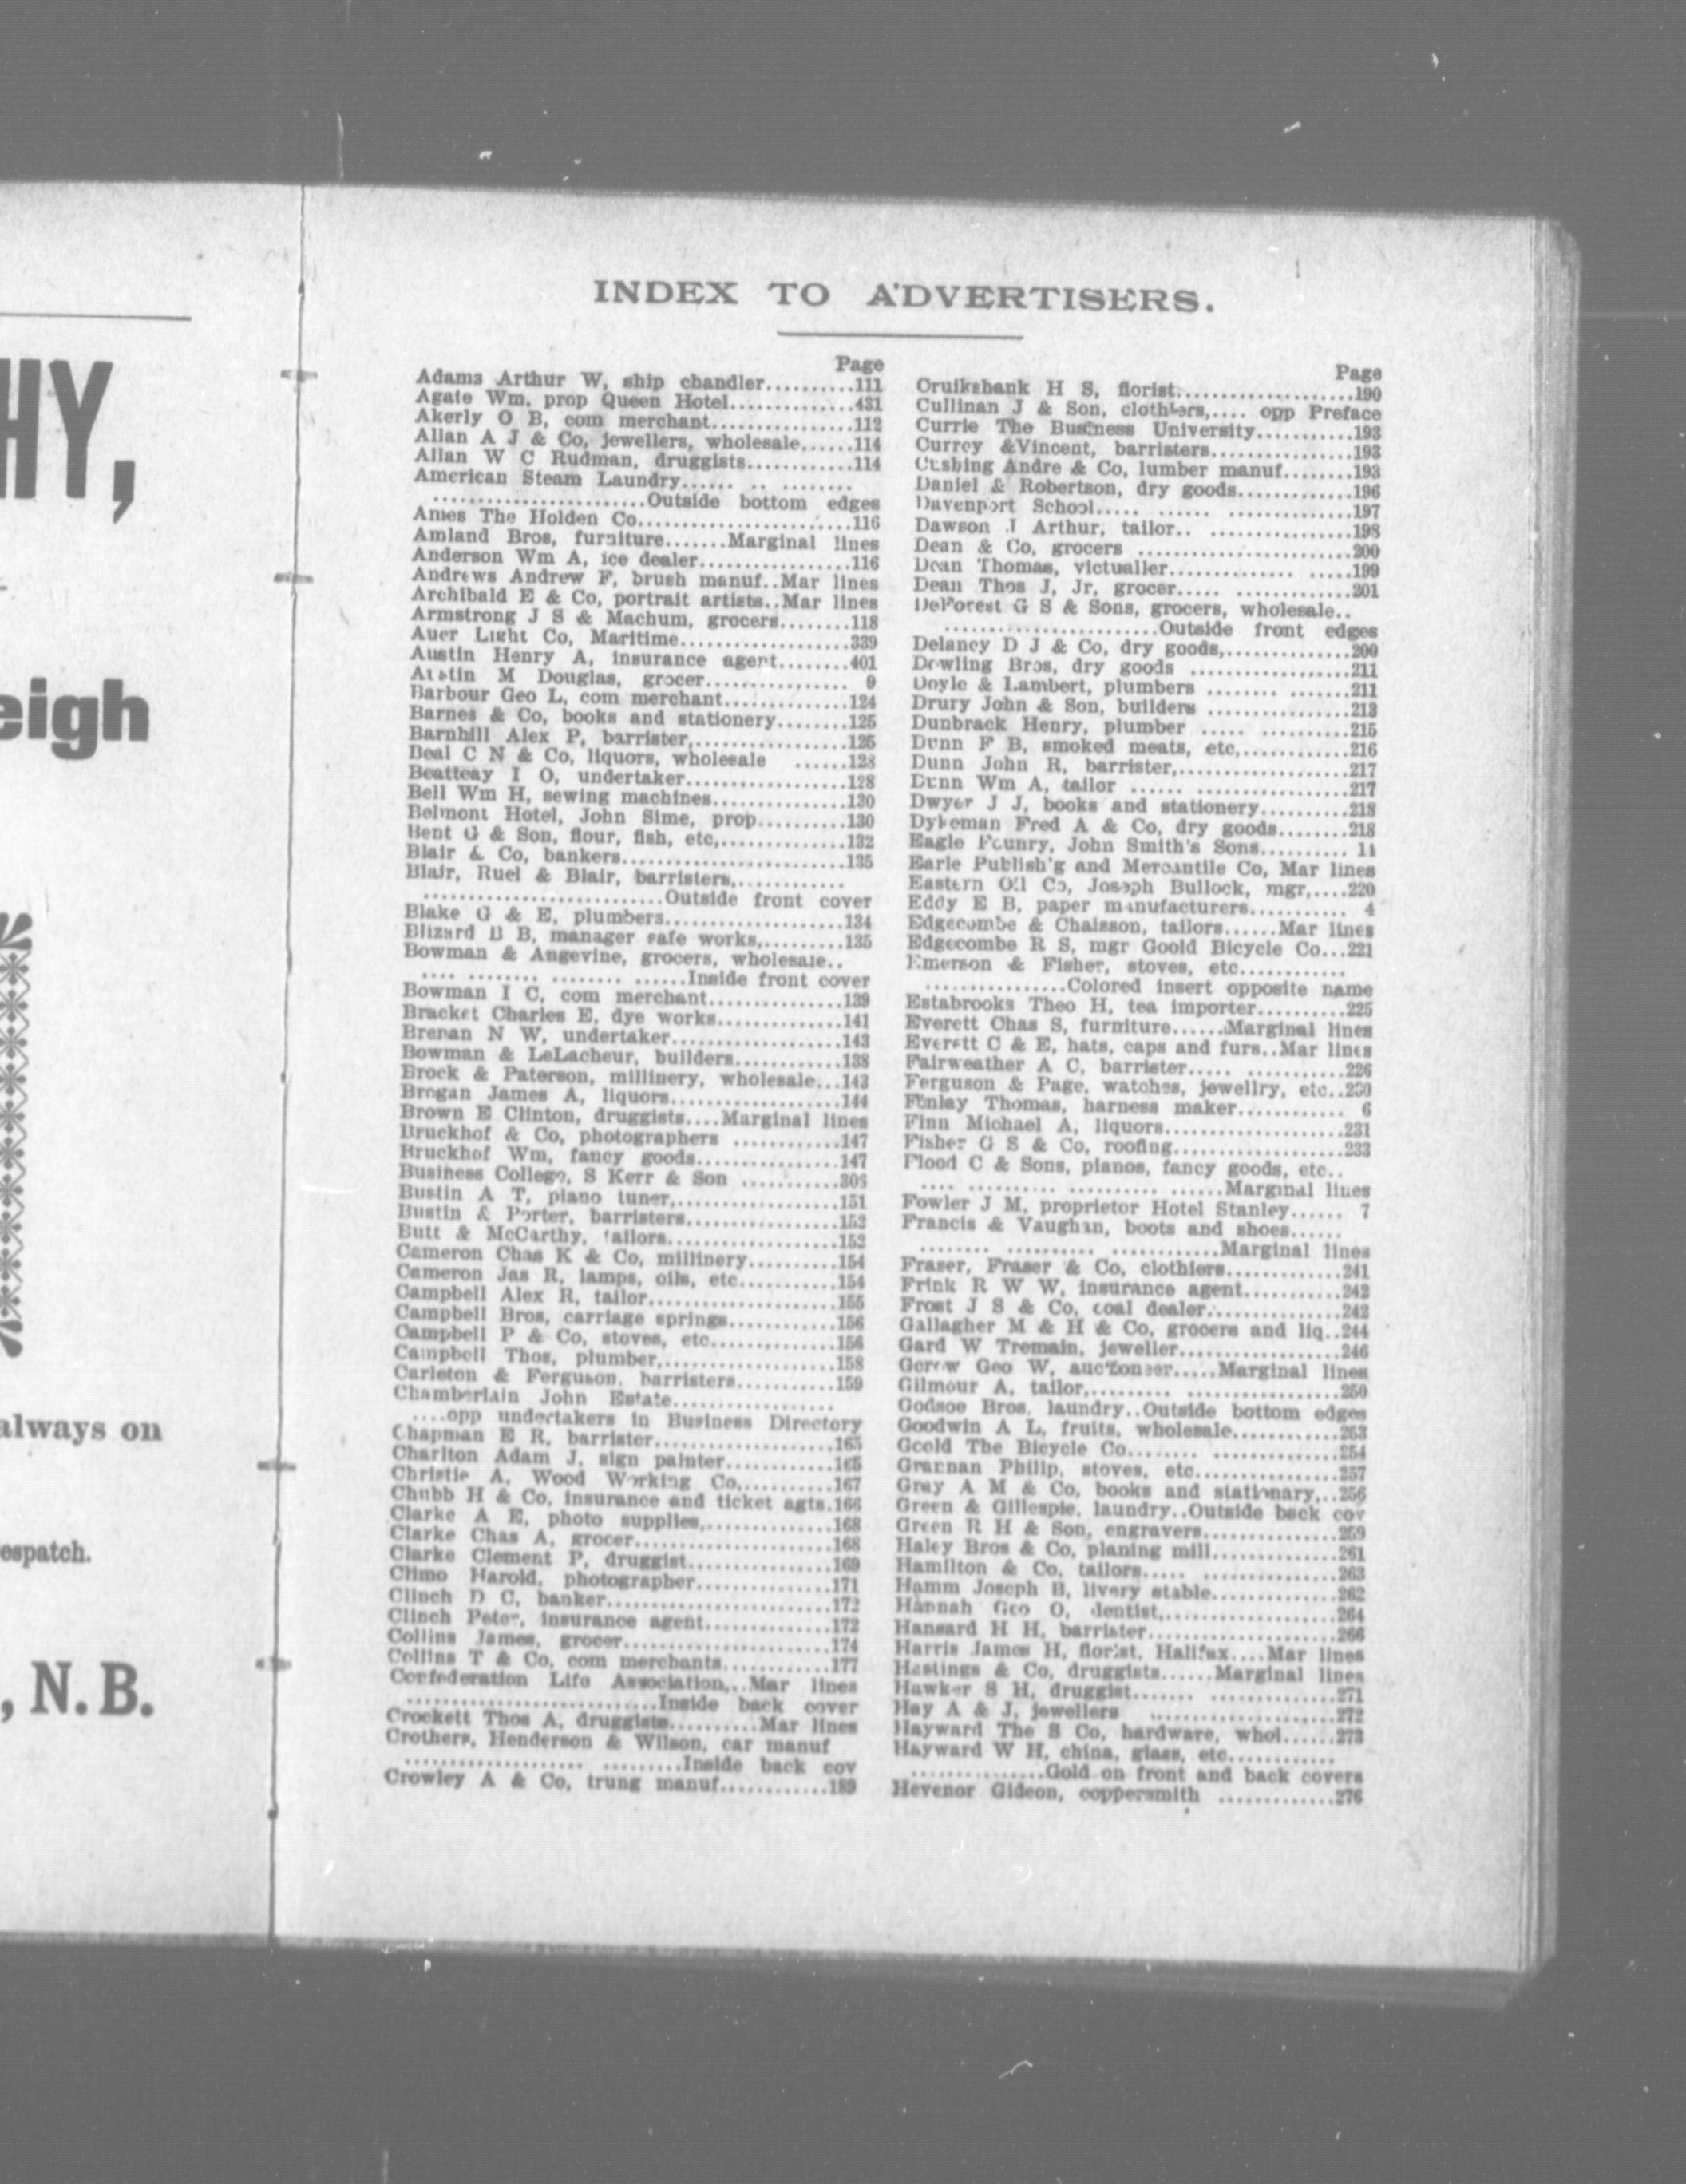 HY,
eigh
always on
espatch.
, N. B.
INDEX TO ADVERTISERS.
Page
Adams Arthur W, ship chandler..........111
Agate Wm. prop Queen Hotel..............431
Akerly O B, com merchant................112
Allan A J & Co, jewellers, wholesale......114
Allan W C Rudman, druggists............114
American Steam Laundry...... .. ........
........................Outside bottom edges
Ames The Holden Co........................116
Amland Bros, furniture.......Marginal lines
Anderson Wm A, ice dealer.................116
Andrews Andrew F, brush manuf..Mar lines
Archibald E & Co, portrait artists..Mar lines
Armstrong J S & Machum, grocers........118
Auer Light Co, Maritime...................339
Austin Henry A, insurance agent........401
Austin M Douglas, grocer................ 9
Barbour Geo L, com merchant..............124
Barnes & Co, books and stationery........125
Barnhill Alex P, barrister,.................125
Beal C N & Co, liquors, wholesale ......128
Beatteay I O, undertaker..................128
Bell Wm H, sewing machines...............130
Belmont Hotel, John Sime, prop..........130
Bent G & Son, flour, fish, etc,..............132
Blair & Co, bankers.........................135
Blair, Ruel & Blair, barristers,............
..........................Outside front cover
Blake G & E, plumbers....................134
Blizard B B, manager safe works,.........135
Bowman & Angevine, grocers, wholesale..
.... ........ ......Inside front cover
Bowman I C, com merchant...............139
Bracket Charles E, dye works..............141
Brenan N W, undertaker...................143
Bowman & LeLacheur, builders............138
Brock & Paterson, millinery, wholesale...143
Brogan James A, liquors...................144
Brown E Clinton, druggists....Marginal lines
Bruckhof & Co, photographers ............147
Bruckhof Wm, fancy goods................147
Business College, S Kerr & Son ...........305
Bustin A T, piano tuner,..................151
Bustin & Porter, barristers.................152
Butt & McCarthy, tailors...................153
Cameron Chas K & Co, millinery..........154
Cameron Jas R, lamps, oils, etc...........154
Campbell Alex R, tailor.....................155
Campbell Bros, carriage springs............156
Campbell P & Co, stoves, etc..............156
Campbell Thos, plumber,...................158
Carleton & Ferguson, barristers...........159
Chamberlain John Estate..................
....opp undertakers in Business Directory
Chapman E R, barrister....................165
Charlton Adam J, sign painter............165
Christie A, Wood Working Co,..........167
Chubb H & Co, insurance and ticket agts.166
Clarke A E, photo supplies,..............168
Clarke Chas A, grocer......................168
Clarke Clement P, druggist................169
Climo Harold, photographer...............171
Clinch D C, banker.........................172
Clinch Peter, insurance agent..............172
Collins James, grocer.......................174
Collins T & Co, com merchants............177
Confederation Life Association,..Mar lines
............................Inside back cover
Crockett Thos A, druggists..........Mar lines
Crothers, Henderson & Wilson, car manuf
................... .........Inside back cov
Crowley A & Co, trung manuf............189
Page
Cruikshank H S, florist....................190
Cullinan J & Son, clothiers,.... opp Preface
Currie The Business University...........193
Currey &Vincent, barristers................193
Cushing Andre & Co, lumber manuf.......193
Daniel & Robertson, dry goods.............196
Davenport School..... ...... ..............197
Dawson J Arthur, tailor.. ................198
Dean & Co, grocers ........................200
Dean Thomas, victualler.............. .....199
Dean Thos J, Jr, grocer..... .............201
DeForest G S & Sons, grocers, wholesale..
........................Outside front edges
Delaney D J & Co, dry goods,..............200
Dowling Bros, dry goods ..................211
Doyle & Lambert, plumbers ........ .......211
Drury John & Son, builders ................213
Dunbrack Henry, plumber ..... ..........215
Dunn F B, smoked meats, etc,............216
Dunn John R, barrister,...................217
Dunn Wm A, tailor ...... .................217
Dwyer J J, books and stationery..........218
Dykeman Fred A & Co, dry goods........218
Eagle Founry, John Smith's Sons.......... 11
Earle Publish'g and Mercantile Co, Mar lines
Eastern Oil Co, Joseph Bullock, mgr,....220
Eddy E B, paper manufacturers........... 4
Edgecombe & Chaisson, tailors......Mar lines
Edgecombe R S, mgr Goold Bicycle Co...221
Emerson & Fisher, stoves, etc............
................Colored insert opposite name
Estabrooks Theo H, tea importer..........225
Everett Chas S, furniture......Marginal lines
Everett C & E, hats, caps and furs..Mar lines
Fairweather A C, barrister..... ...........226
Ferguson & Page, watches, jewellry, etc..230
Finlay Thomas, harness maker............ 6
Finn Michael A, liquors....................231
Fisher G S & Co, roofing...................233
Flood C & Sons, pianos, fancy goods, etc..
.... .......... .......... ......Marginal lines
Fowler J M, proprietor Hotel Stanley...... 7
Francis & Vaughan, boots and shoes......
........ .......... ............Marginal lines
Fraser, Fraser & Co, clothiers.............241
Frink R W W, insurance agent...........242
Frost J S & Co, coal dealer................242
Gallagher M & H & Co, grocers and liq..244
Gard W Tremain, jeweller..................246
Gerow Geo W, auctioneer.....Marginal lines
Gilmour A, tailor,......... .................250
Godsoe Bros, laundry..Outside bottom edges
Goodwin A L, fruits, wholesale............253
Goold The Bicycle Co........ ..............254
Grannan Philip, stoves, etc................257
Gray A M & Co, books and stationary,..256
Green & Gillespie, laundry..Outside back cov
Green R H & Son, engravers...............259
Haley Bros & Co, planing mill..............261
Hamilton & Co, tailors..... ...............263
Hamm Joseph B, livery stable..............262
Hannah Geo O, dentist,....................264
Hansard H H, barrister.....................266
Harris James H, florist, Halifax....Mar lines
Hastings & Co, druggists......Marginal lines
Hawker S H, druggist....... ..............271
Hay A & J, jewellers ....................272
Hayward The S Co, hardware, whol......273
Hayward W H, china, glass, etc............
...............Gold on front and back covers
Hevenor Gideon, coppersmith .............276